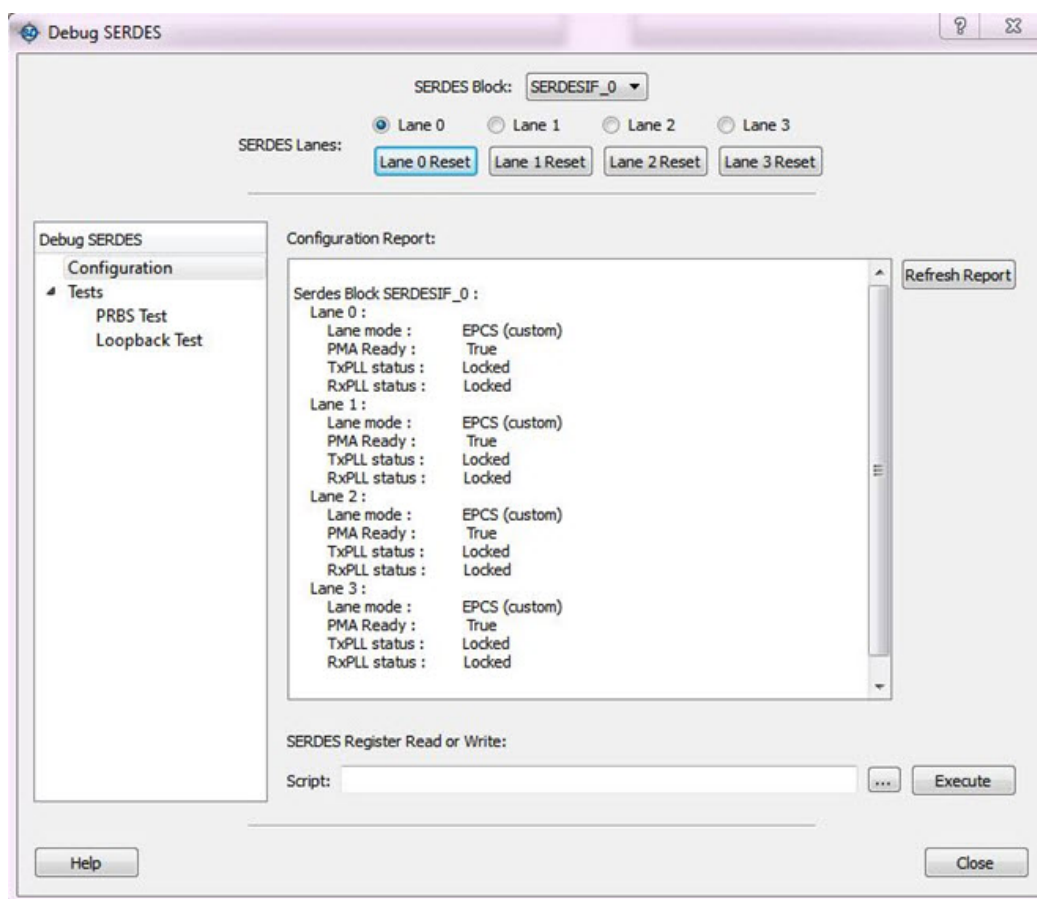 Debug SERDES
SERDES Block: SERDESIF_0
SERDES Lanes:
Lane 0 Lane 1 Lane 2 Lane 3
Lane 0 Reset Lane 1 Reset Lane 2 Reset Lane 3 Reset
Debug SERDES
Configuration
Tests
PRBS Test
Loopback Test
Configuration Report:
Refresh Report
Serdes Block SERDESIF_0 :
Lane 0 :
Lane mode : EPCS (custom)
PMA Ready : True
TxPLL status : Locked
RxPLL status : Locked
Lane 1 :
Lane mode : EPCS (custom)
PMA Ready : True
TxPLL status : Locked
RxPLL status : Locked
Lane 2 :
Lane mode : EPCS (custom)
PMA Ready : True
TxPLL status : Locked
RxPLL status : Locked
Lane 3 :
Lane mode : EPCS (custom)
PMA Ready : True
TxPLL status : Locked
RxPLL status : Locked
SERDES Register Read or Write:
Script: ... Execute
Help Close